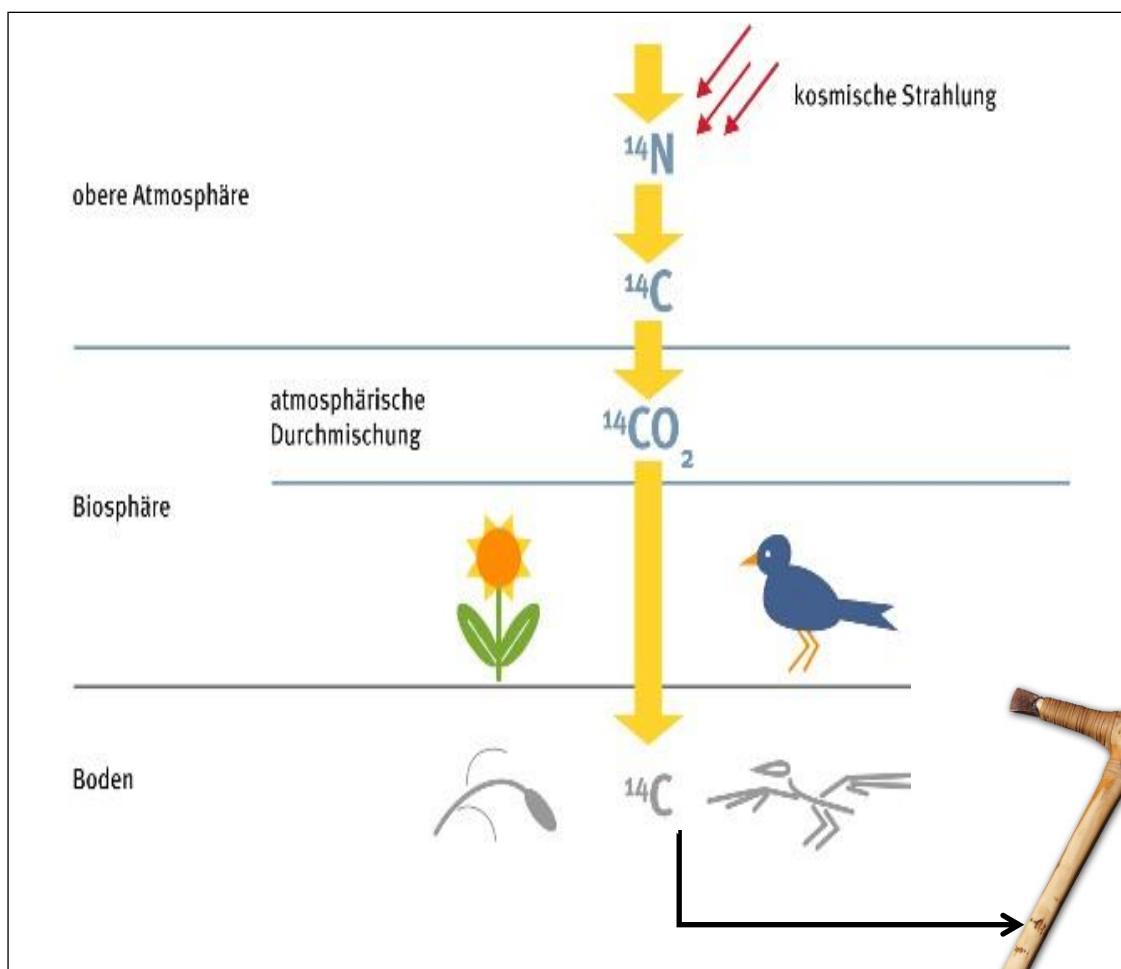 kosmische Strahlung
¹⁴N
obere Atmosphäre
¹⁴C
atmosphärische
Durchmischung
¹⁴CO₂
Biosphäre
Boden
¹⁴C